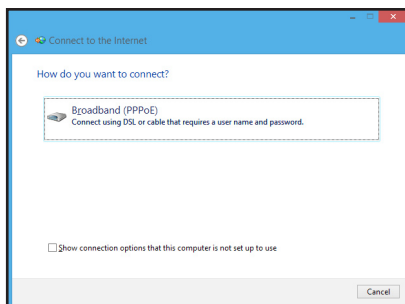 Connect to the Internet
How do you want to connect?
Broadband (PPPoE)
Connect using DSL or cable that requires a user name and password.
Show connection options that this computer is not set up to use
Cancel